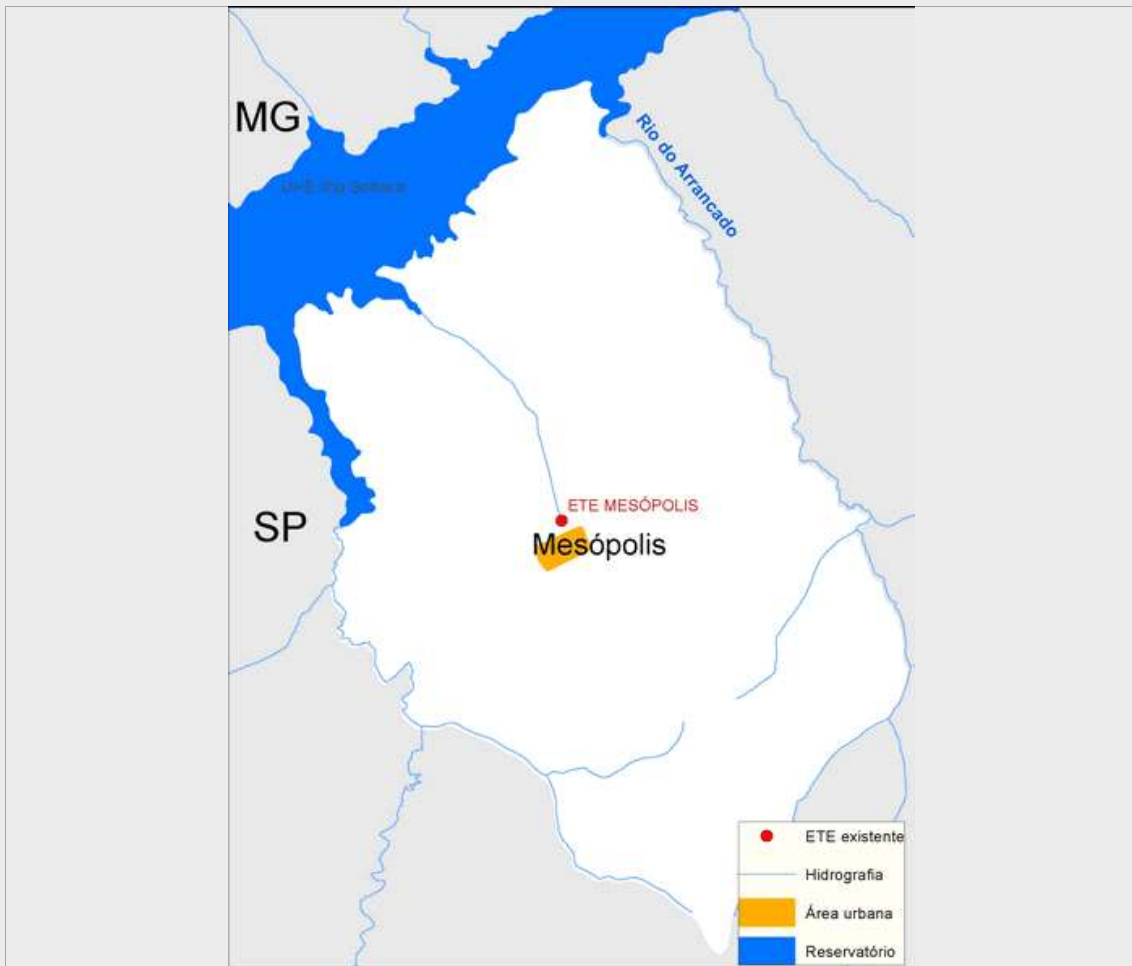 MG
Rio do Arrancado
SP
ETE MESÓPOLIS
Mesópolis
ETE existente
Hidrografia
Área urbana
Reservatório